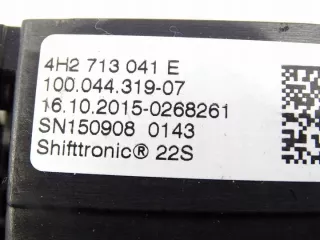 4H2 713 041 E
100.044.319-07
16.10.2015-0268261
SN150908 0143
Shifttronic® 22S